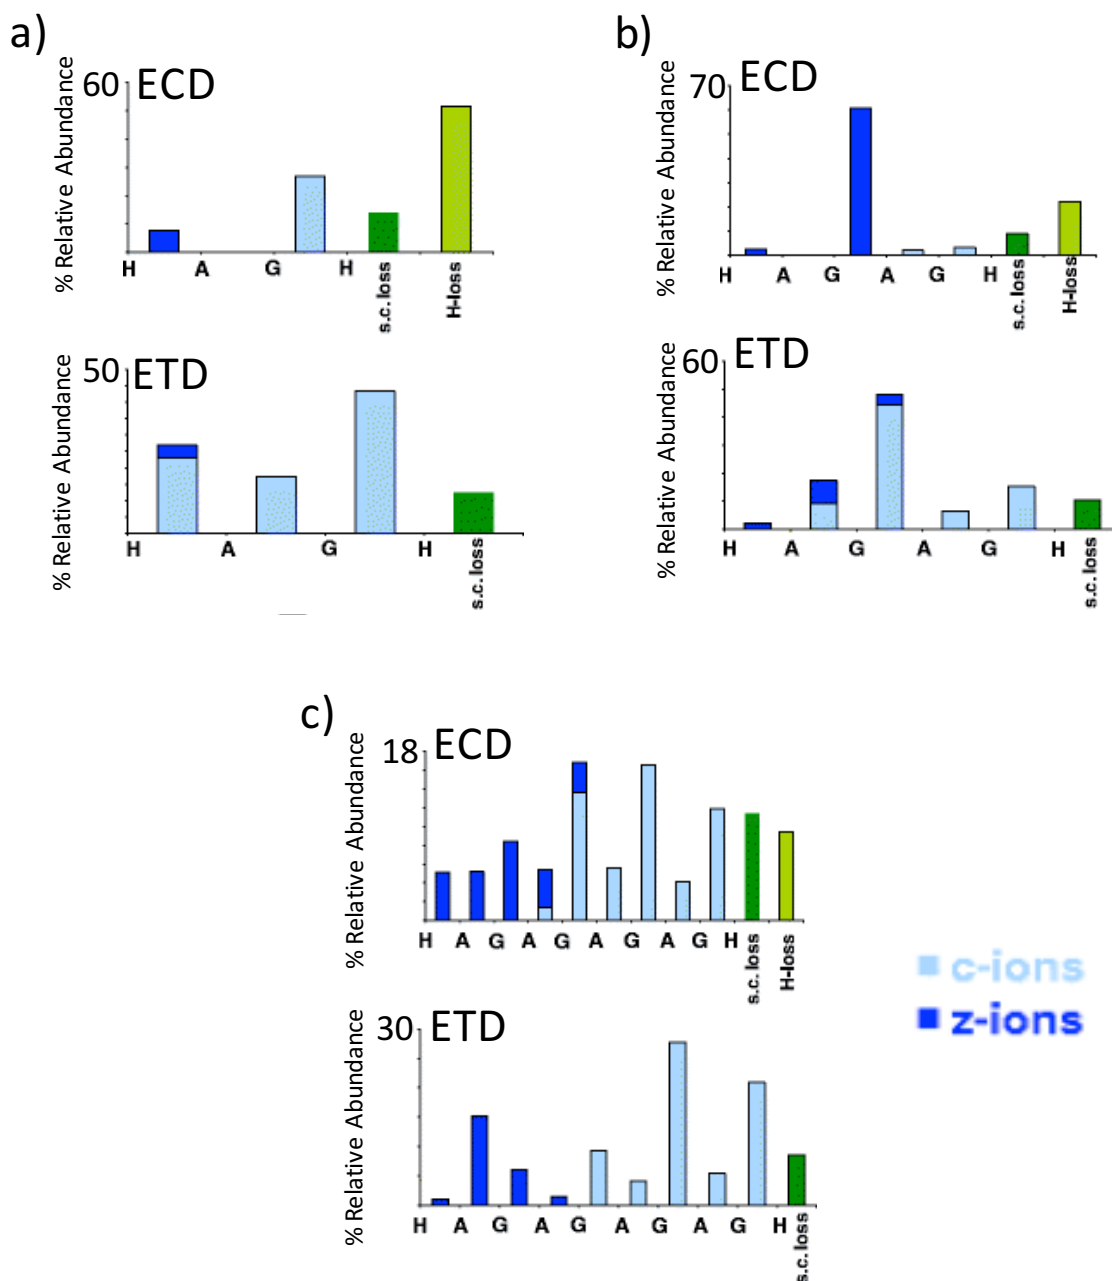 a)
60 ECD
% Relative Abundance
H A G H s.c. loss H-loss
50 ETD
% Relative Abundance
H A G H s.c. loss
b)
70 ECD
% Relative Abundance
H A G A G H s.c. loss H-loss
60 ETD
% Relative Abundance
H A G A G H s.c. loss
c)
18 ECD
% Relative Abundance
H A G A G A G A G H s.c. loss H-loss
30 ETD
% Relative Abundance
H A G A G A G A G H s.c. loss
c-ions
z-ions